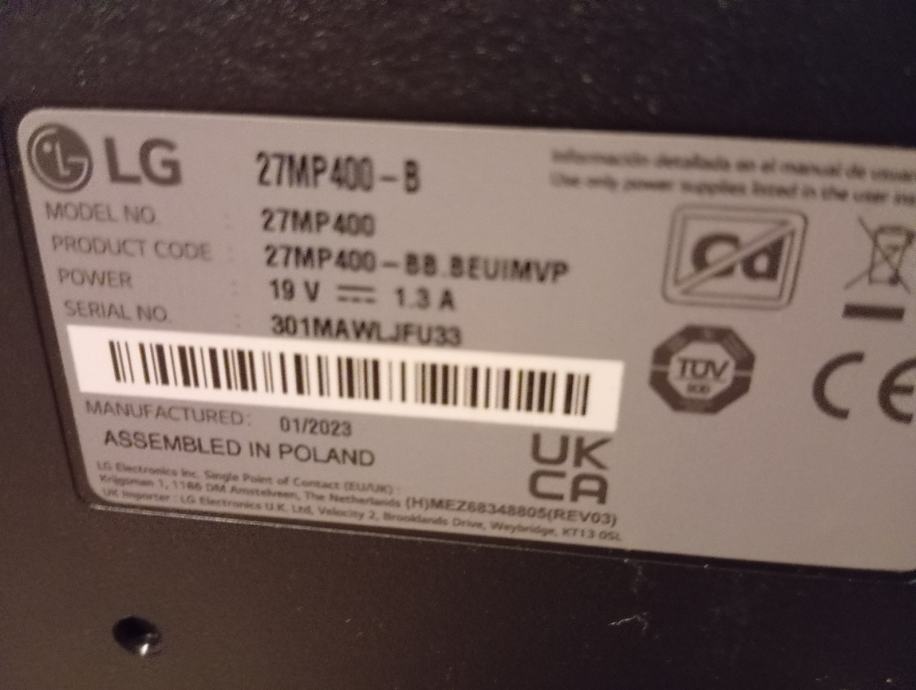 LG 27MP400-B
MODEL NO. : 27MP400
PRODUCT CODE : 27MP400-BB.BEUIMVP
POWER : 19 V 1.3 A
SERIAL NO. : 301MAWLJFU33
MANUFACTURED: 01/2023
ASSEMBLED IN POLAND
LG Electronics Inc. Single Point of Contact (EU/UK) :
Krijgsman 1, 1186 DM Amstelveen, The Netherlands (H)MEZ68348805(REV03)
UK Importer : LG Electronics U.K. Ltd, Velocity 2, Brooklands Drive, Weybridge, KT13 0SL
Información detallada en el manual de
Use only power supplies listed in the user
Cd
TÜV
CE
UK
CA